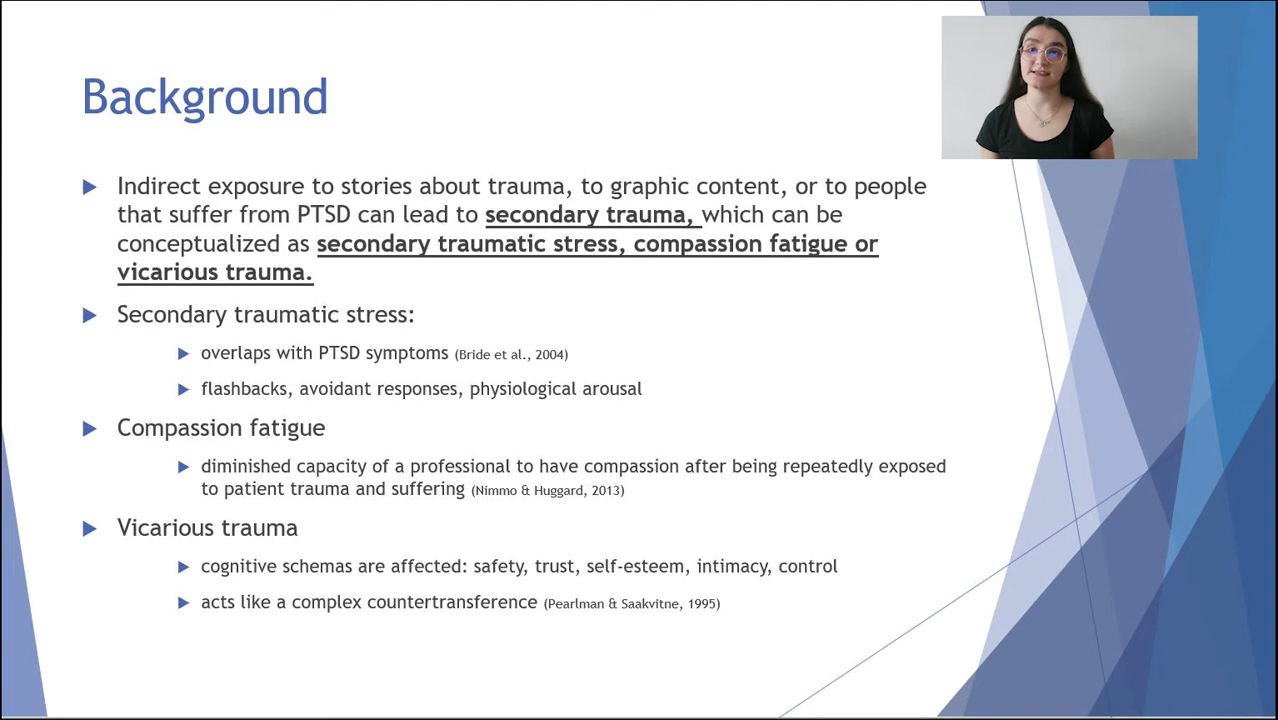 Background
Indirect exposure to stories about trauma, to graphic content, or to people
that suffer from PTSD can lead to secondary trauma, which can be
conceptualized as secondary traumatic stress, compassion fatigue or
vicarious trauma.
Secondary traumatic stress:
overlaps with PTSD symptoms (Bride et al., 2004)
flashbacks, avoidant responses, physiological arousal
Compassion fatigue
diminished capacity of a professional to have compassion after being repeatedly exposed
to patient trauma and suffering (Nimmo & Huggard, 2013)
Vicarious trauma
cognitive schemas are affected: safety, trust, self-esteem, intimacy, control
acts like a complex countertransference (Pearlman & Saakvitne, 1995)